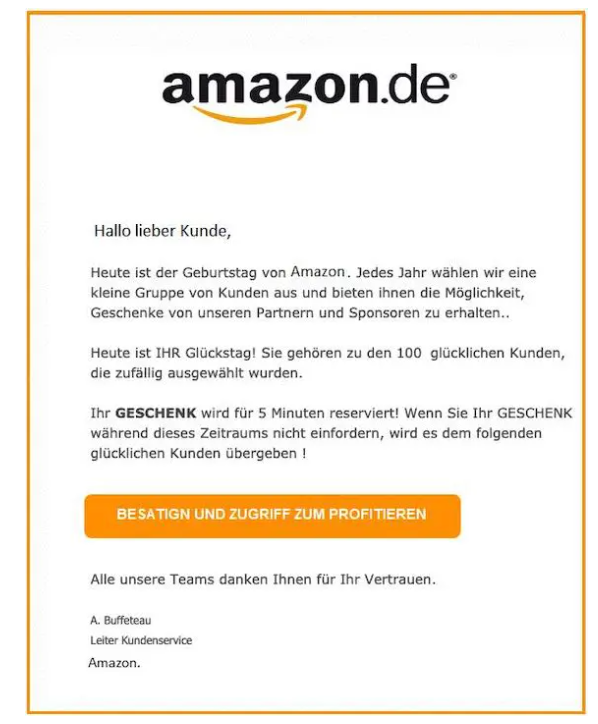 amazon.de®
Hallo lieber Kunde,
Heute ist der Geburtstag von Amazon. Jedes Jahr wählen wir eine
kleine Gruppe von Kunden aus und bieten ihnen die Möglichkeit,
Geschenke von unseren Partnern und Sponsoren zu erhalten..
Heute ist IHR Glückstag! Sie gehören zu den 100 glücklichen Kunden,
die zufällig ausgewählt wurden.
Ihr GESCHENK wird für 5 Minuten reserviert! Wenn Sie Ihr GESCHENK
während dieses Zeitraums nicht einfordern, wird es dem folgenden
glücklichen Kunden übergeben !
BESATIGN UND ZUGRIFF ZUM PROFITIEREN
Alle unsere Teams danken Ihnen für Ihr Vertrauen.
A. Buffeteau
Leiter Kundenservice
Amazon.